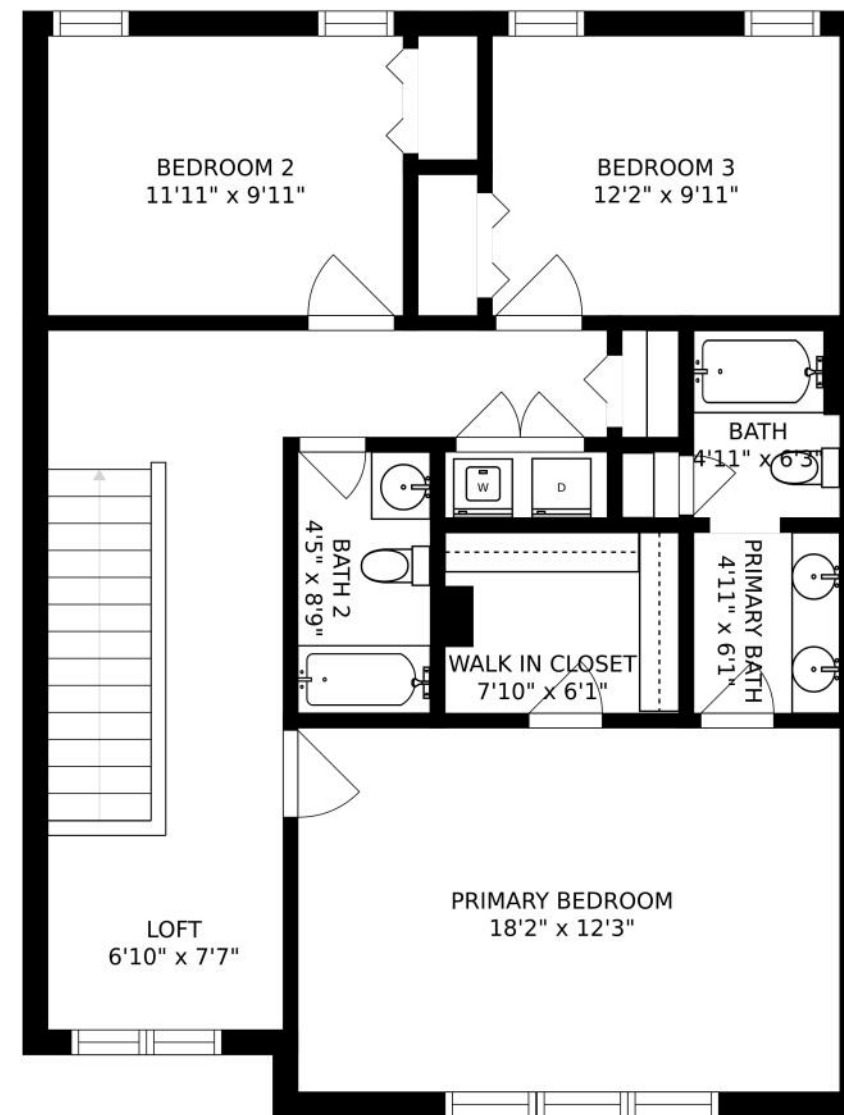 BEDROOM 2
11'11" x 9'11"
BEDROOM 3
12'2" x 9'11"
BATH
4'11" x 6'3"
W
D
BATH 2
4'5" x 8'9"
PRIMARY BATH
4'11" x 6'1"
WALK IN CLOSET
7'10" x 6'1"
PRIMARY BEDROOM
18'2" x 12'3"
LOFT
6'10" x 7'7"